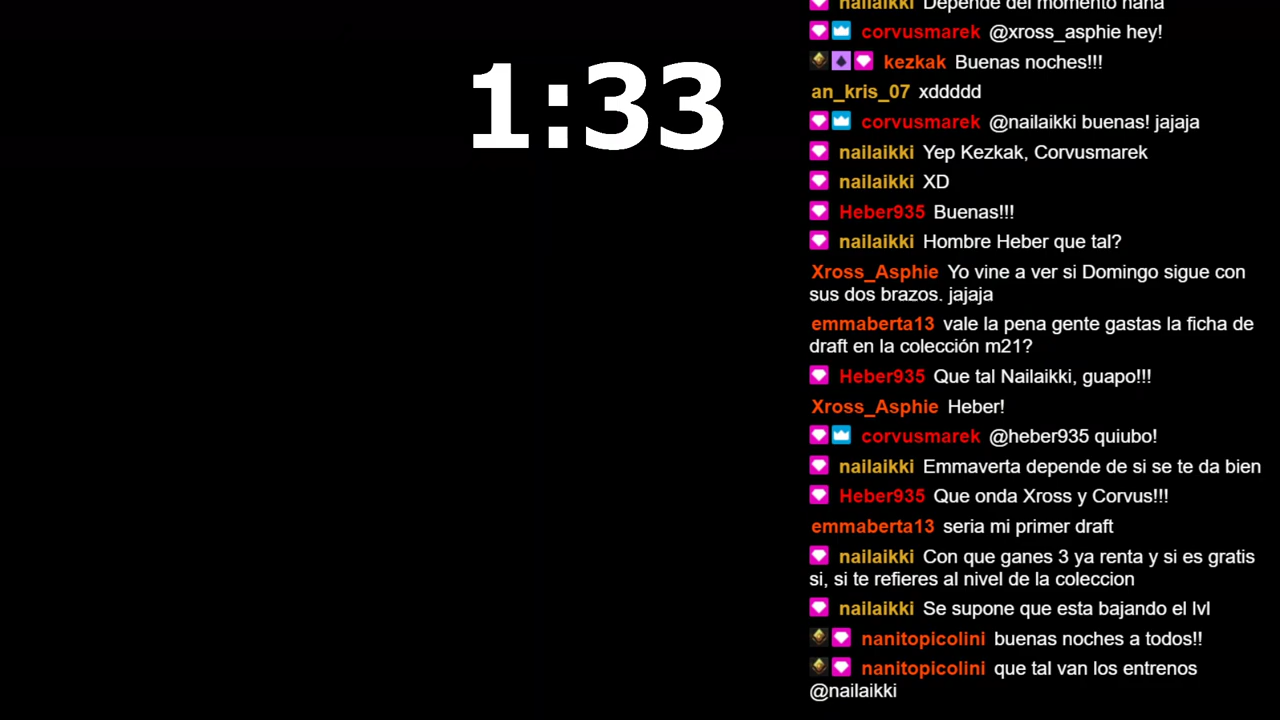 nailaikki Depende del momento haha
1:33
corvusmarek @xross_asphie hey!
kezkak Buenas noches!!!
an_kris_07 xddddd
corvusmarek @nailaikki buenas! jajaja
nailaikki Yep Kezkak, Corvusmarek
nailaikki XD
Heber935 Buenas!!!
nailaikki Hombre Heber que tal?
Xross_Asphie Yo vine a ver si Domingo sigue con
sus dos brazos. jajaja
emmaberta13 vale la pena gente gastas la ficha de
draft en la colección m21?
Heber935 Que tal Nailaikki, guapo!!!
Xross_Asphie Heber!
corvusmarek @heber935 quiubo!
nailaikki Emmaverta depende de si se te da bien
Heber935 Que onda Xross y Corvus!!!
emmaberta13 seria mi primer draft
nailaikki Con que ganes 3 ya renta y si es gratis
si, si te refieres al nivel de la coleccion
nailaikki Se supone que esta bajando el lvl
nanitopicolini buenas noches a todos!!
nanitopicolini que tal van los entrenos
@nailaikki